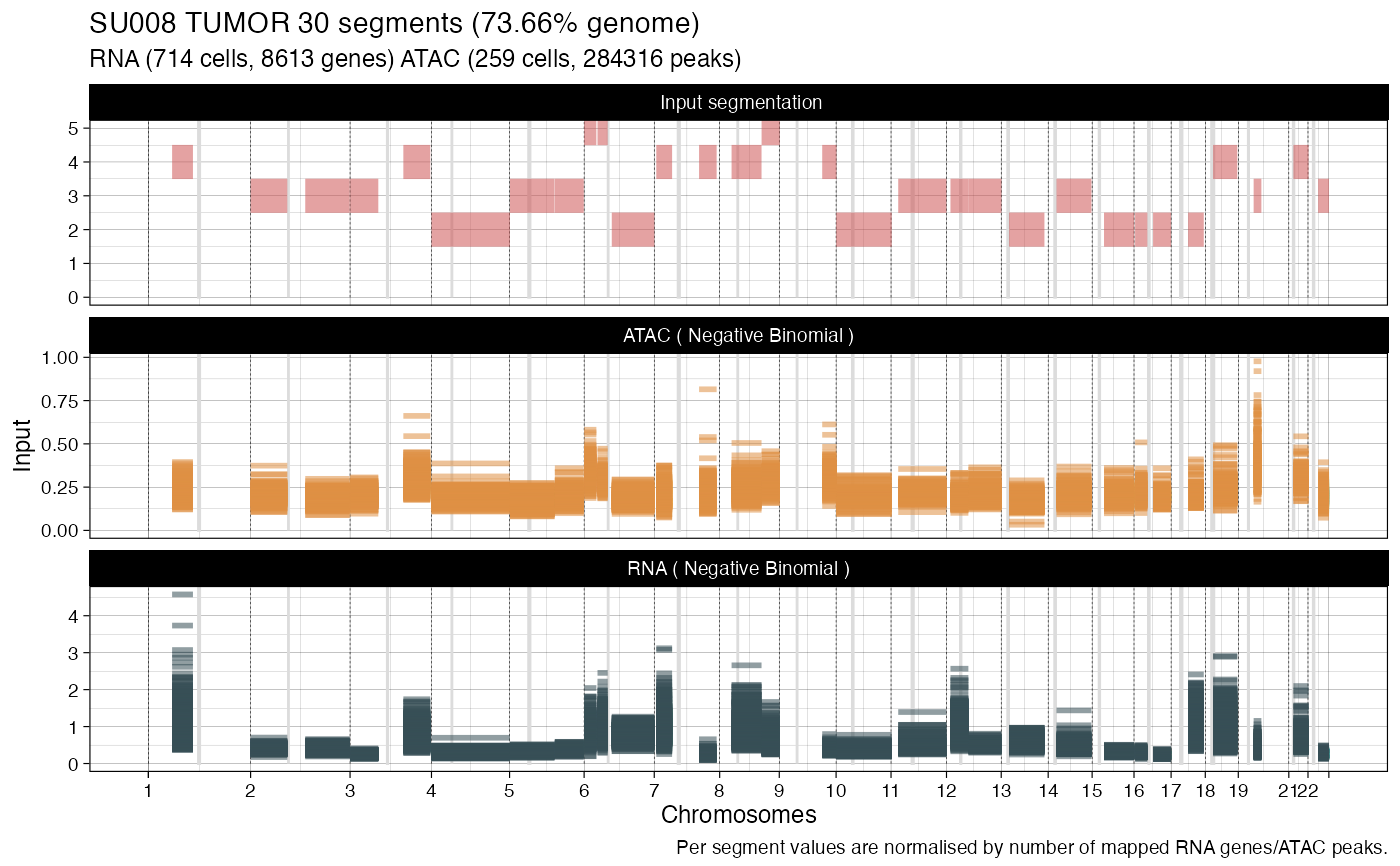 SU008 TUMOR 30 segments (73.66% genome)
RNA (714 cells, 8613 genes) ATAC (259 cells, 284316 peaks)
Input segmentation
5
4
3
2
1
0
ATAC ( Negative Binomial )
1.00
0.75
0.50
0.25
0.00
Input
RNA ( Negative Binomial )
4
3
2
1
0
1 2 3 4 5 6 7 8 9 10 11 12 13 14 15 16 17 18 19 2122
Chromosomes
Per segment values are normalised by number of mapped RNA genes/ATAC peaks.